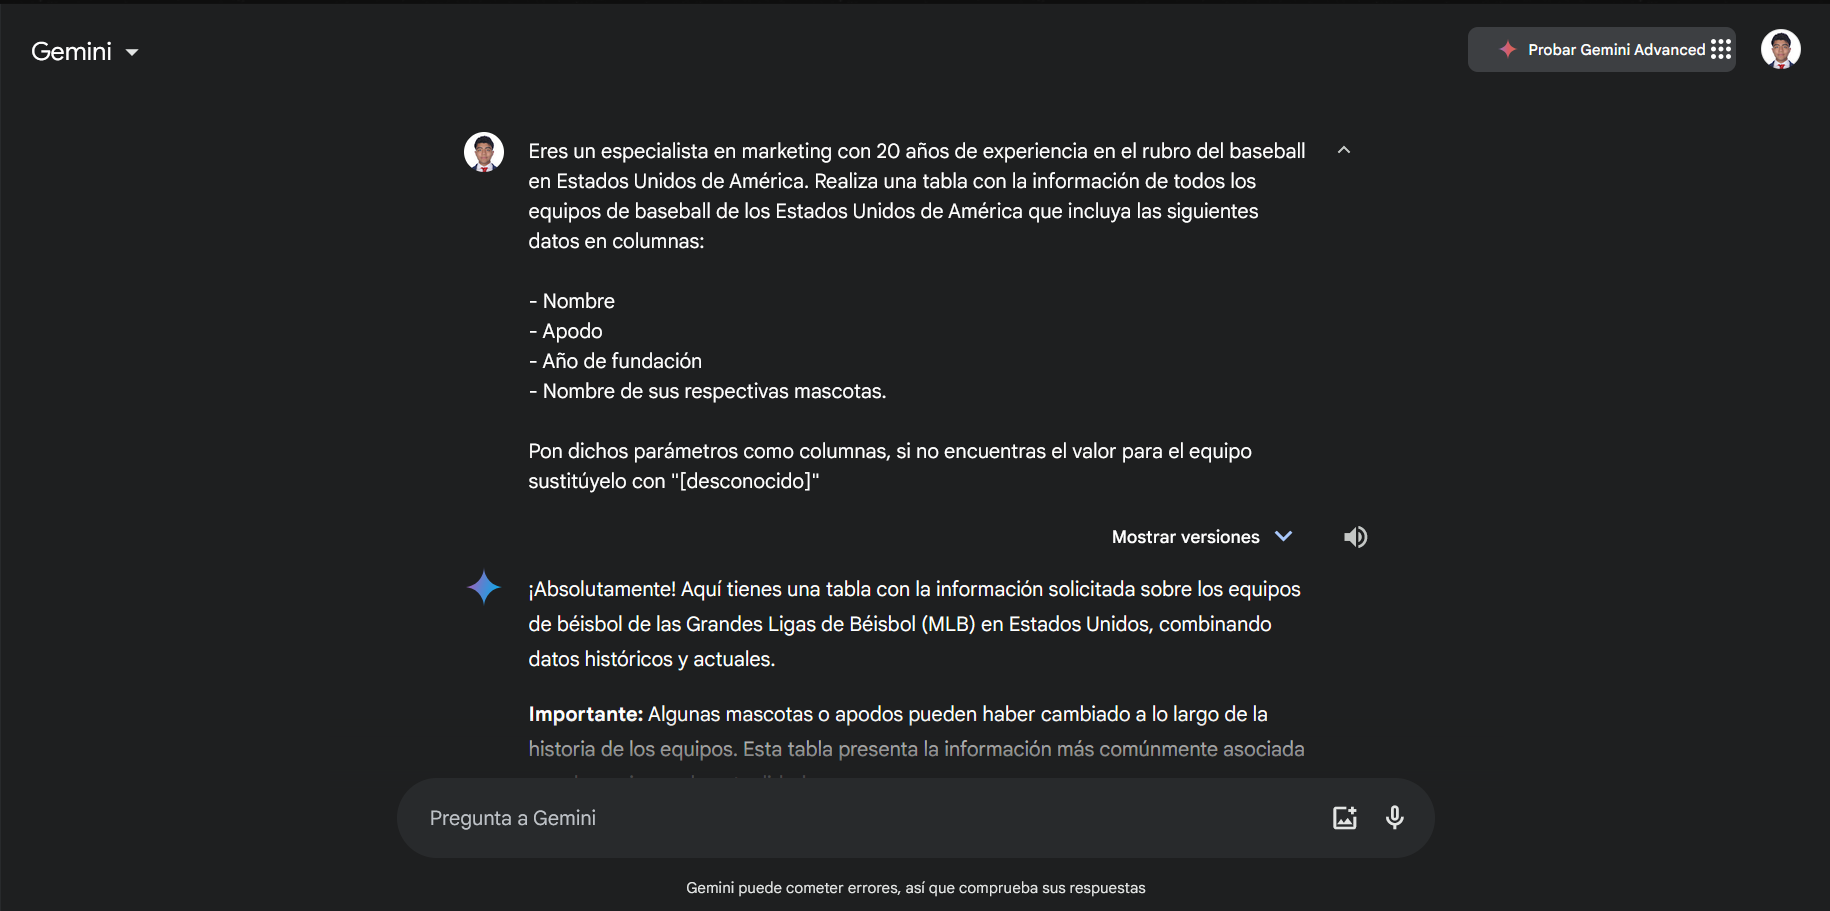 Gemini
Probar Gemini Advanced
Eres un especialista en marketing con 20 años de experiencia en el rubro del baseball
en Estados Unidos de América. Realiza una tabla con la información de todos los
equipos de baseball de los Estados Unidos de América que incluya las siguientes
datos en columnas:
- Nombre
- Apodo
- Año de fundación
- Nombre de sus respectivas mascotas.
Pon dichos parámetros como columnas, si no encuentras el valor para el equipo
sustitúyelo con "[desconocido]"
Mostrar versiones
¡Absolutamente! Aquí tienes una tabla con la información solicitada sobre los equipos
de béisbol de las Grandes Ligas de Béisbol (MLB) en Estados Unidos, combinando
datos históricos y actuales.
Importante: Algunas mascotas o apodos pueden haber cambiado a lo largo de la
historia de los equipos. Esta tabla presenta la información más comúnmente asociada
Pregunta a Gemini
Gemini puede cometer errores, así que comprueba sus respuestas